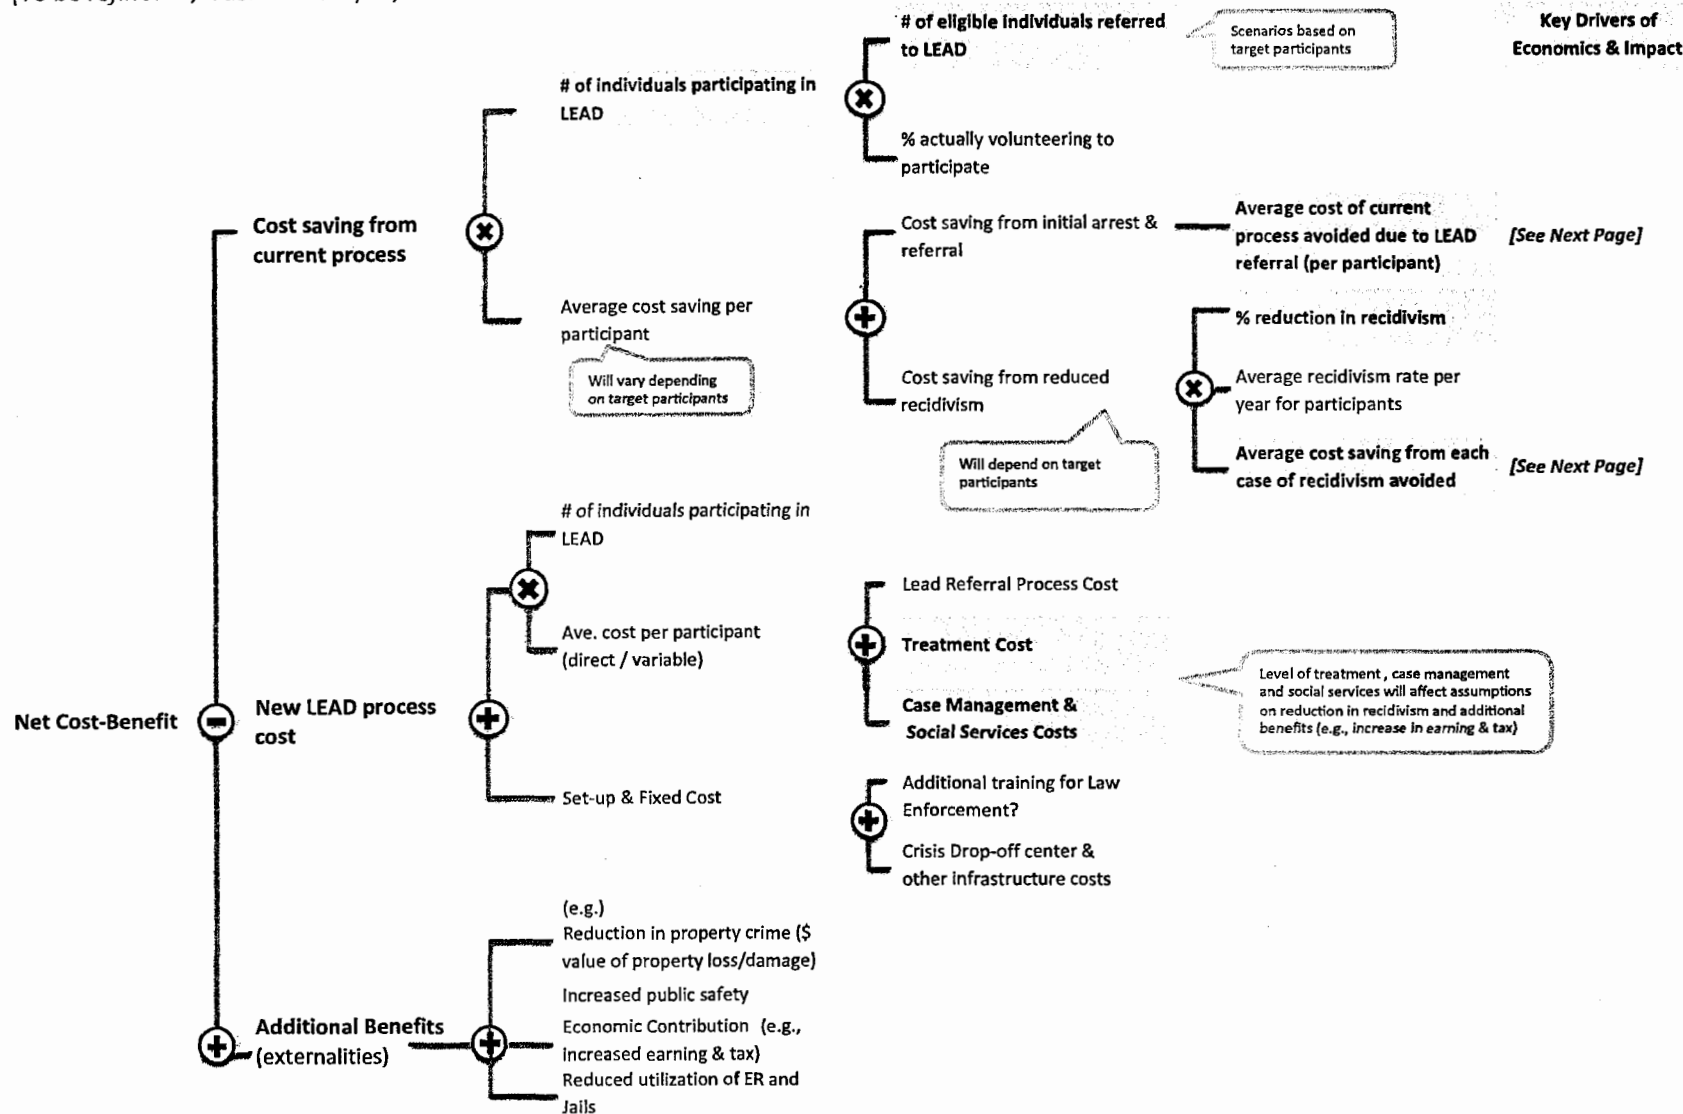 # of eligible individuals referred
to LEAD
Scenarios based on
target participants
Key Drivers of
Economics & Impact
# of individuals participating in
LEAD
% actually volunteering to
participate
Cost saving from
current process
Cost saving from initial arrest &
referral
Average cost of current
process avoided due to LEAD
referral (per participant)
[See Next Page]
Average cost saving per
participant
Will vary depending
on target participants
% reduction in recidivism
Cost saving from reduced
recidivism
Average recidivism rate per
year for participants
Will depend on target
participants
Average cost saving from each
case of recidivism avoided
[See Next Page]
# of individuals participating in
LEAD
Ave. cost per participant
(direct / variable)
Lead Referral Process Cost
Treatment Cost
Case Management &
Social Services Costs
Level of treatment , case management
and social services will affect assumptions
on reduction in recidivism and additional
benefits (e.g., increase in earning & tax)
Net Cost-Benefit
New LEAD process
cost
Set-up & Fixed Cost
Additional training for Law
Enforcement?
Crisis Drop-off center &
other infrastructure costs
(e.g.)
Reduction in property crime ($
value of property loss/damage)
Increased public safety
Additional Benefits
(externalities)
Economic Contribution (e.g.,
increased earning & tax)
Reduced utilization of ER and
Jails